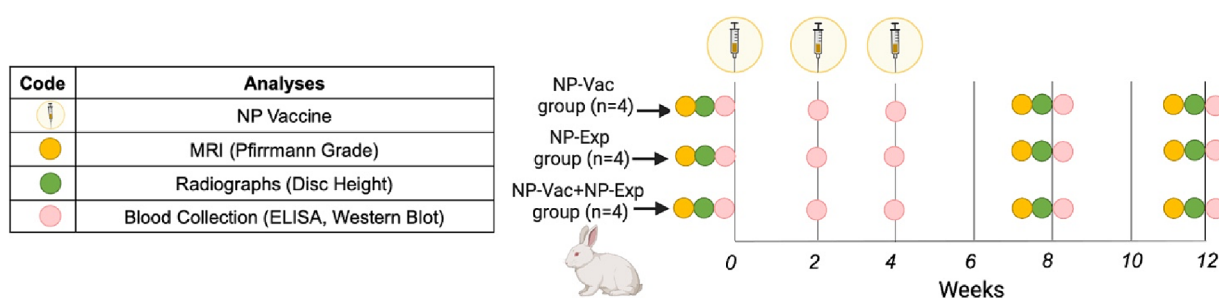 Code Analyses
NP Vaccine
MRI (Pfirrmann Grade)
Radiographs (Disc Height)
Blood Collection (ELISA, Western Blot)
NP-Vac
group (n=4)
NP-Exp
group (n=4)
NP-Vac+NP-Exp
group (n=4)
0 2 4 6 8 10 12
Weeks